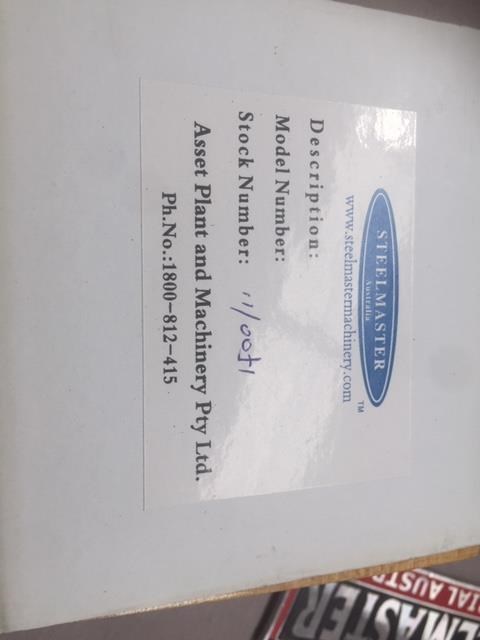 STEELMASTER
Australia
TM
www.steelmastermachinery.com
Description:
Model Number:
Stock Number:
Asset Plant and Machinery Pty Ltd.
Ph.No.:1800-812-415